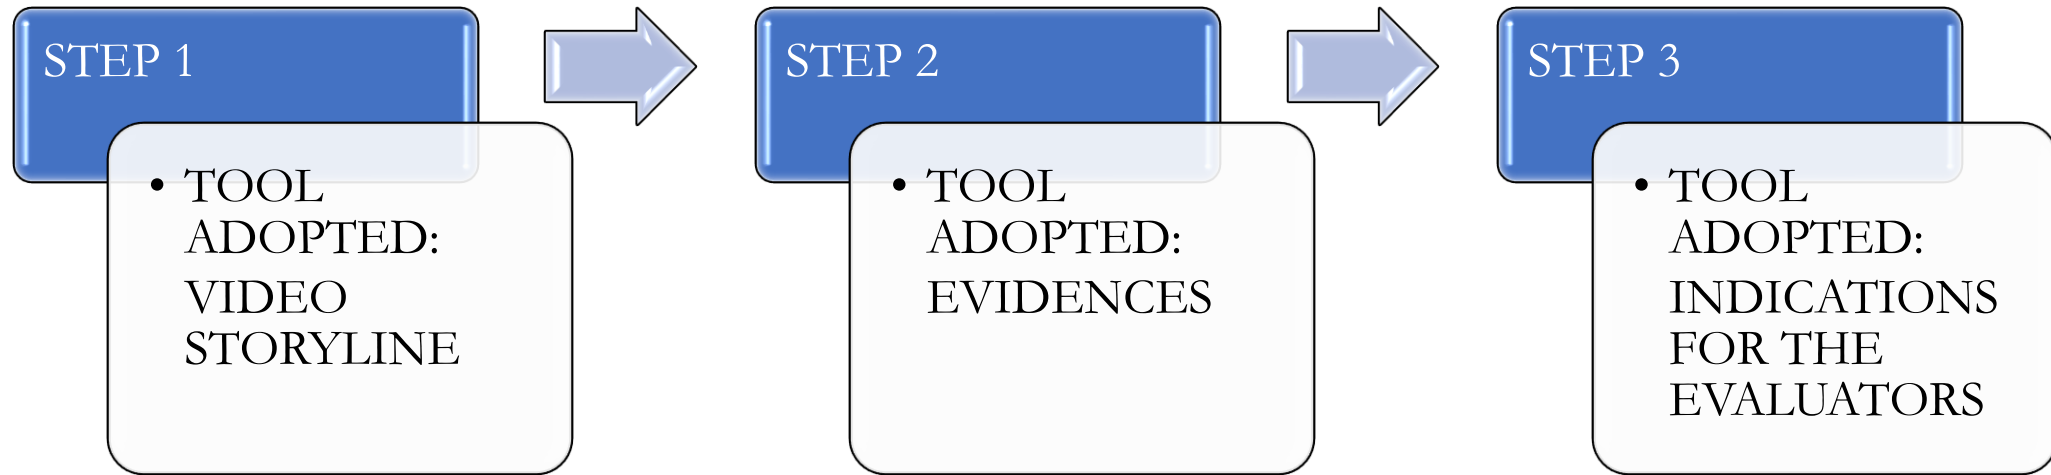 STEP 1
• TOOL
ADOPTED:
VIDEO
STORYLINE
STEP 2
• TOOL
ADOPTED:
EVIDENCES
STEP 3
• TOOL
ADOPTED:
INDICATIONS
FOR THE
EVALUATORS